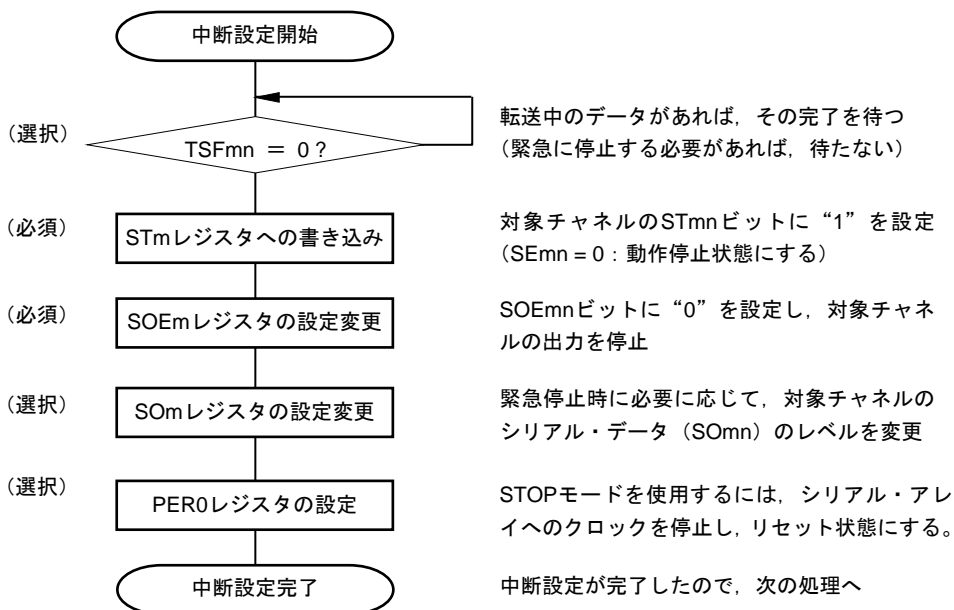 中断設定開始
（選択）
TSFmn ＝ 0？
転送中のデータがあれば，その完了を待つ
（緊急に停止する必要があれば，待たない）
（必須）
STmレジスタへの書き込み
対象チャネルのSTmnビットに“1”を設定
（SEmn = 0：動作停止状態にする）
（必須）
SOEmレジスタの設定変更
SOEmnビットに“0”を設定し，対象チャネ
ルの出力を停止
（選択）
SOmレジスタの設定変更
緊急停止時に必要に応じて，対象チャネルの
シリアル・データ（SOmn）のレベルを変更
（選択）
PER0レジスタの設定
STOPモードを使用するには，シリアル・アレ
イへのクロックを停止し，リセット状態にする。
中断設定完了
中断設定が完了したので，次の処理へ